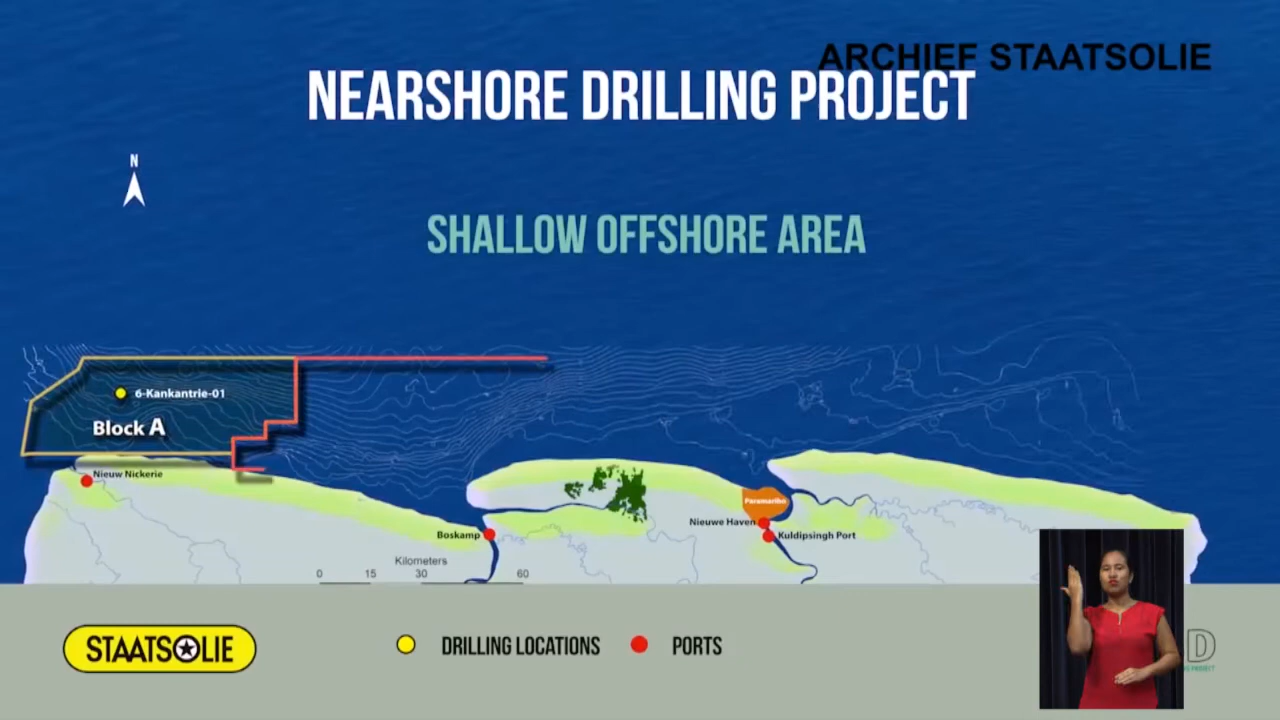 ARCHIEF STAATSOLIE
NEARSHORE DRILLING PROJECT
N
SHALLOW OFFSHORE AREA
6-Kankantrie-01
Block A
Nieuw Nickerie
Paramaribo
Nieuwe Haven
Boskamp
Kuldipsingh Port
Kilometers
0 15 30 60
STAATSOLIE
DRILLING LOCATIONS
PORTS
D
PROJECT